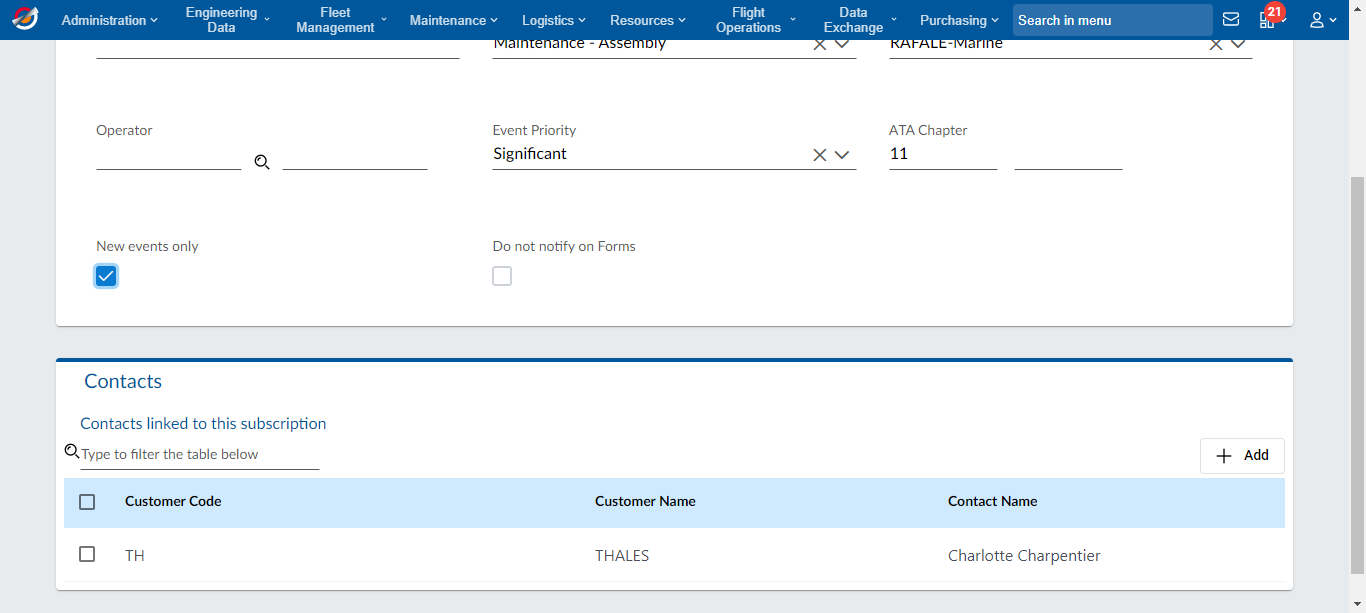 Administration
Engineering
Data
Fleet
Management
Maintenance
Logistics
Resources
Flight
Operations
Data
Exchange
Purchasing
Search in menu
21
Maintenance - Assembly
RAFALE-Marine
Operator
Event Priority
ATA Chapter
Significant
11
New events only
Do not notify on Forms
Contacts
Contacts linked to this subscription
Type to filter the table below
Add
Customer Code
Customer Name
Contact Name
TH
THALES
Charlotte Charpentier